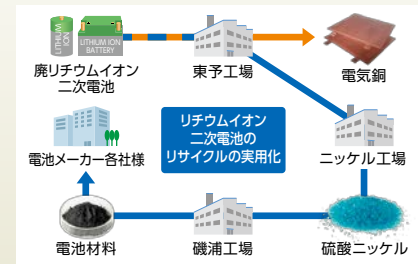 LITHIUM
ION
LITHIUM ION
BATTERY
廃リチウムイオン
二次電池
東予工場
電気銅
リチウムイオン
二次電池の
リサイクルの実用化
電池メーカー各社様
ニッケル工場
電池材料
磯浦工場
硫酸ニッケル